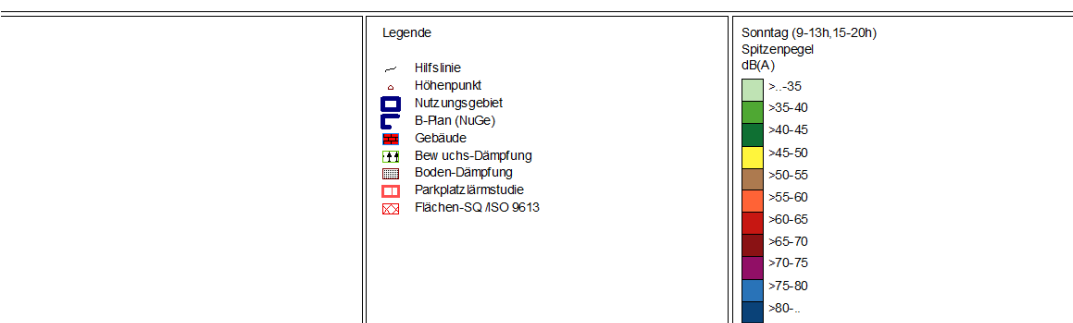 Legende
Hilfslinie
Höhenpunkt
Nutzungsgebiet
B-Plan (NuGe)
Gebäude
Bewuchs-Dämpfung
Boden-Dämpfung
Parkplatzlärmstudie
Flächen-SQ /ISO 9613
Sonntag (9-13h,15-20h)
Spitzenpegel
dB(A)
>..-35
>35-40
>40-45
>45-50
>50-55
>55-60
>60-65
>65-70
>70-75
>75-80
>80-..